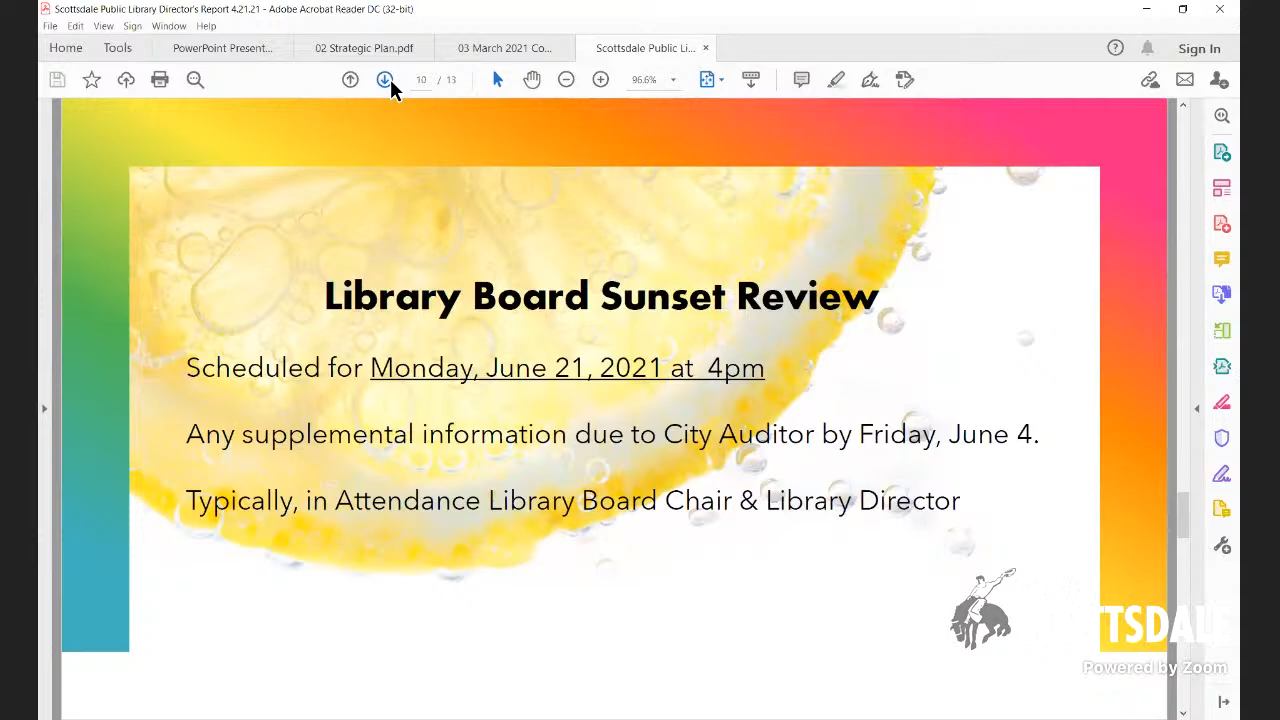 Scottsdale Public Library Director's Report 4.21.21 - Adobe Acrobat Reader DC (32-bit)
File Edit View Sign Window Help
Home Tools PowerPoint Present... 02 Strategic Plan.pdf 03 March 2021 Co... Scottsdale Public Li... × Sign In
10 / 13 96.6%
Library Board Sunset Review
Scheduled for Monday, June 21, 2021 at 4pm
Any supplemental information due to City Auditor by Friday, June 4.
Typically, in Attendance Library Board Chair & Library Director
TTSDALE
Powered by Zoom